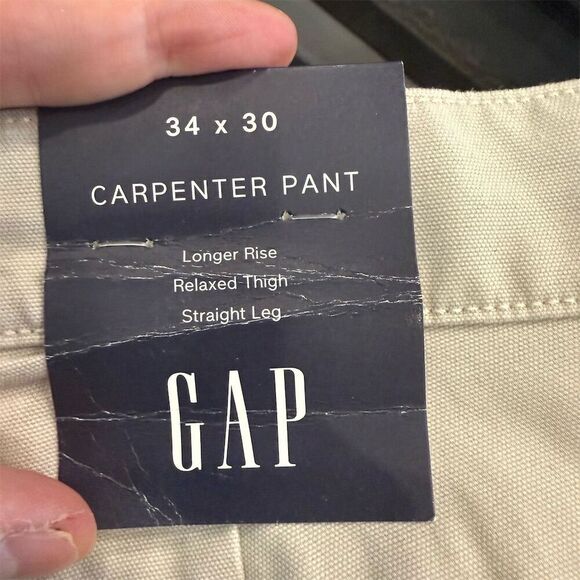 34 x 30
CARPENTER PANT
Longer Rise
Relaxed Thigh
Straight Leg
GAP